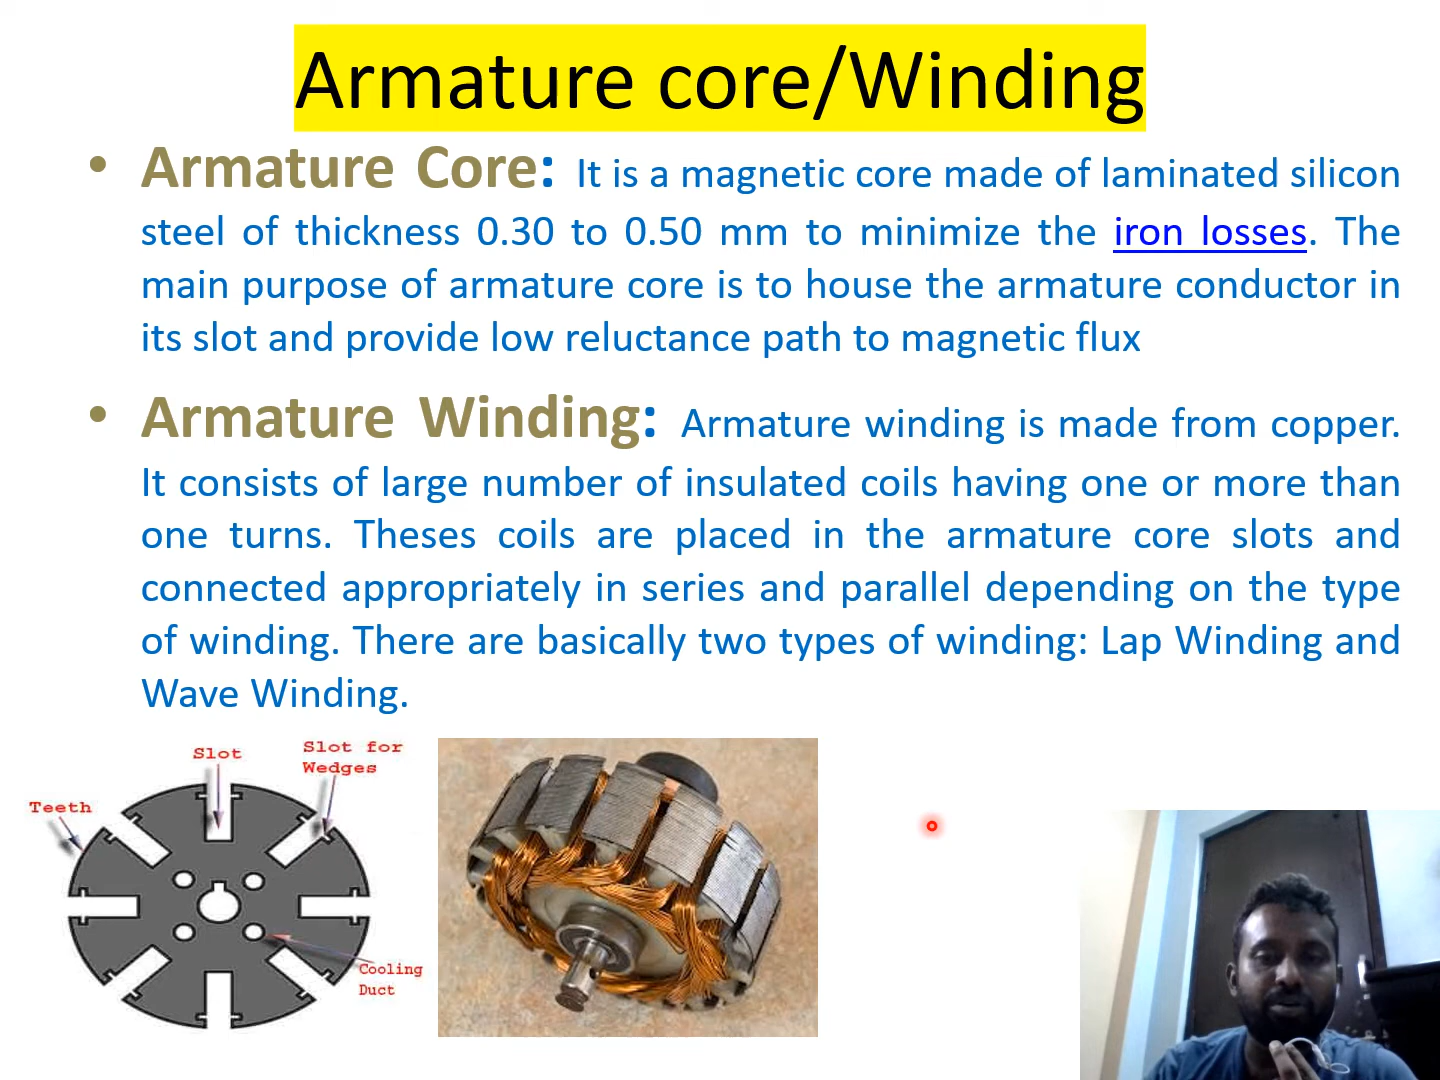 Armature core/Winding
• Armature Core: It is a magnetic core made of laminated silicon
steel of thickness 0.30 to 0.50 mm to minimize the iron losses. The
main purpose of armature core is to house the armature conductor in
its slot and provide low reluctance path to magnetic flux
• Armature Winding: Armature winding is made from copper.
It consists of large number of insulated coils having one or more than
one turns. Theses coils are placed in the armature core slots and
connected appropriately in series and parallel depending on the type
of winding. There are basically two types of winding: Lap Winding and
Wave Winding.
Slot
Slot for
Wedges
Teeth
Cooling
Duct